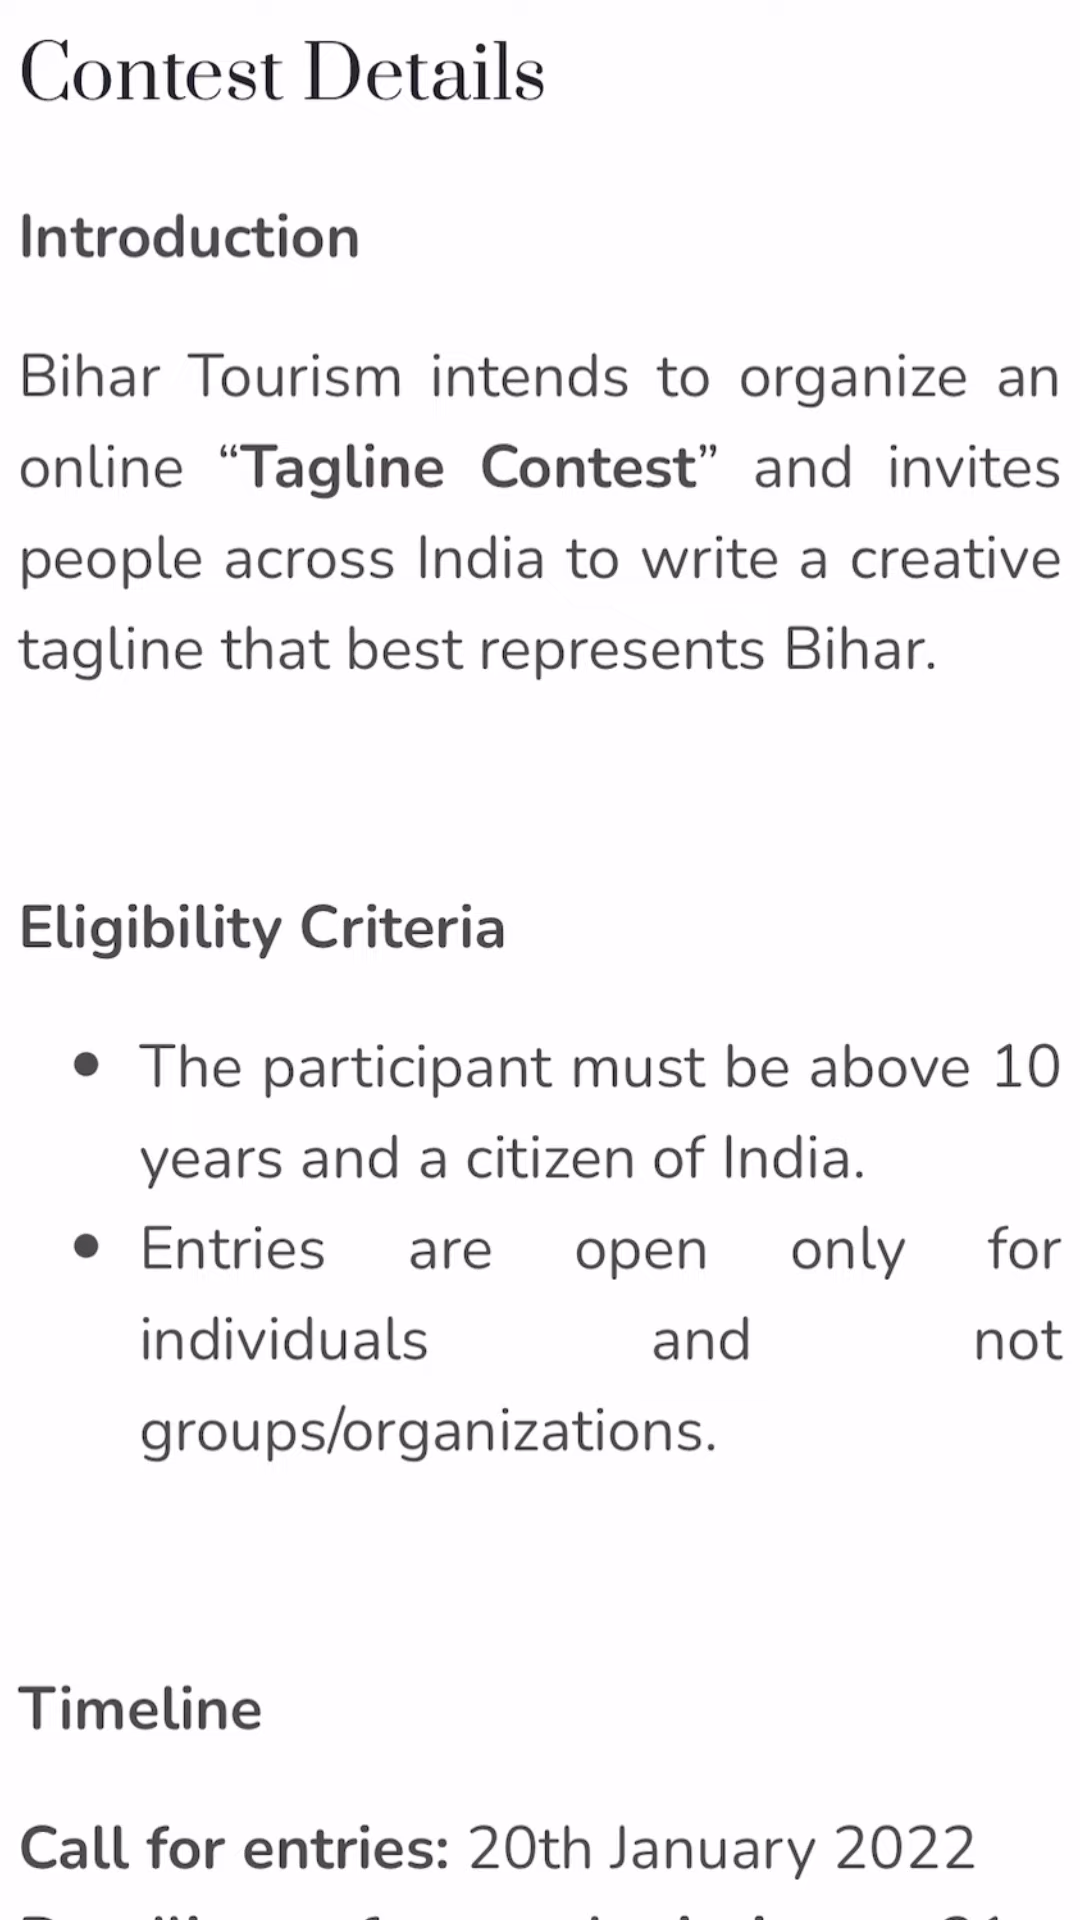 Contest Details
Introduction
Bihar Tourism intends to organize an
online “Tagline Contest” and invites
people across India to write a creative
tagline that best represents Bihar.
Eligibility Criteria
• The participant must be above 10
years and a citizen of India.
• Entries are open only for
individuals and not
groups/organizations.
Timeline
Call for entries: 20th January 2022